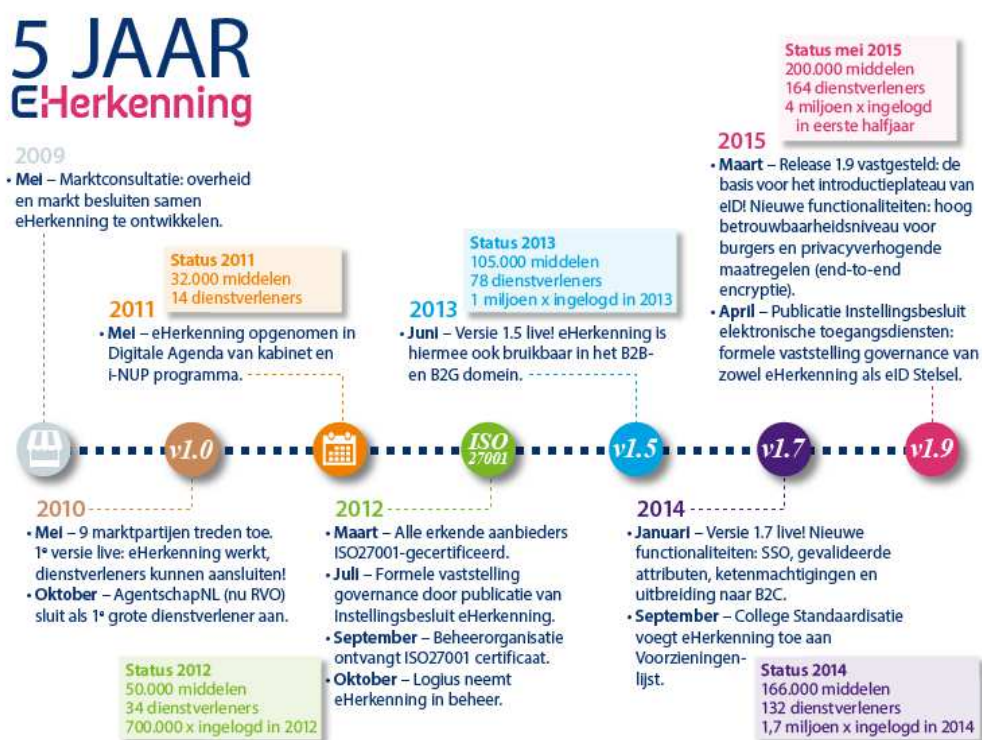 5 JAAR
eHerkenning
2009
• Mei – Marktconsultatie: overheid
en markt besluiten samen
eHerkenning te ontwikkelen.
v1.0
2010
• Mei – 9 marktpartijen treden toe.
1e versie live: eHerkenning werkt,
dienstverleners kunnen aansluiten!
• Oktober – AgentschapNL (nu RVO)
sluit als 1e grote dienstverlener aan.
Status 2011
32.000 middelen
14 dienstverleners
2011
• Mei – eHerkenning opgenomen in
Digitale Agenda van kabinet en
i-NUP programma.
ISO
27001
2012
• Maart – Alle erkende aanbieders
ISO27001-gecertificeerd.
• Juli – Formele vaststelling
governance door publicatie van
Instellingsbesluit eHerkenning.
• September – Beheerorganisatie
ontvangt ISO27001 certificaat.
• Oktober – Logius neemt
eHerkenning in beheer.
Status 2012
50.000 middelen
34 dienstverleners
700.000 x ingelogd in 2012
Status 2013
105.000 middelen
78 dienstverleners
1 miljoen x ingelogd in 2013
2013
• Juni – Versie 1.5 live! eHerkenning is
hiermee ook bruikbaar in het B2B-
en B2G domein.
v1.5
v1.7
2014
• Januari – Versie 1.7 live! Nieuwe
functionaliteiten: SSO, gevalideerde
attributen, ketenmachtigingen en
uitbreiding naar B2C.
• September – College Standaardisatie
voegt eHerkenning toe aan
Voorzieningen-
lijst.
Status 2014
166.000 middelen
132 dienstverleners
1,7 miljoen x ingelogd in 2014
Status mei 2015
200.000 middelen
164 dienstverleners
4 miljoen x ingelogd
in eerste halfjaar
2015
• Maart – Release 1.9 vastgesteld: de
basis voor het introductieplateau van
eID! Nieuwe functionaliteiten: hoog
betrouwbaarheidsniveau voor
burgers en privacyverhogende
maatregelen (end-to-end
encryptie).
• April – Publicatie Instellingsbesluit
elektronische toegangsdiensten:
formele vaststelling governance van
zowel eHerkenning als eID Stelsel.
v1.9